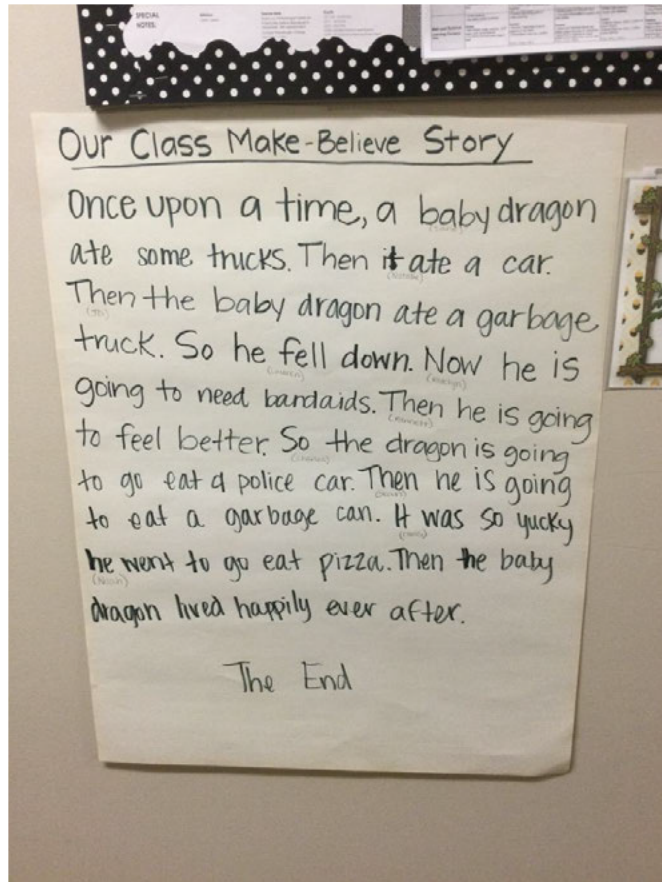 SPECIAL
NOTES:
Our Class Make-Believe Story
Once upon a time, a baby dragon
ate some trucks. Then it ate a car.
Then the baby dragon ate a garbage
truck. So he fell down. Now he is
going to need bandaids. Then he is going
to feel better. So the dragon is going
to go eat a police car. Then he is going
to eat a garbage can. It was so yucky
he went to go eat pizza. Then the baby
(Noah)
dragon lived happily ever after.
The End